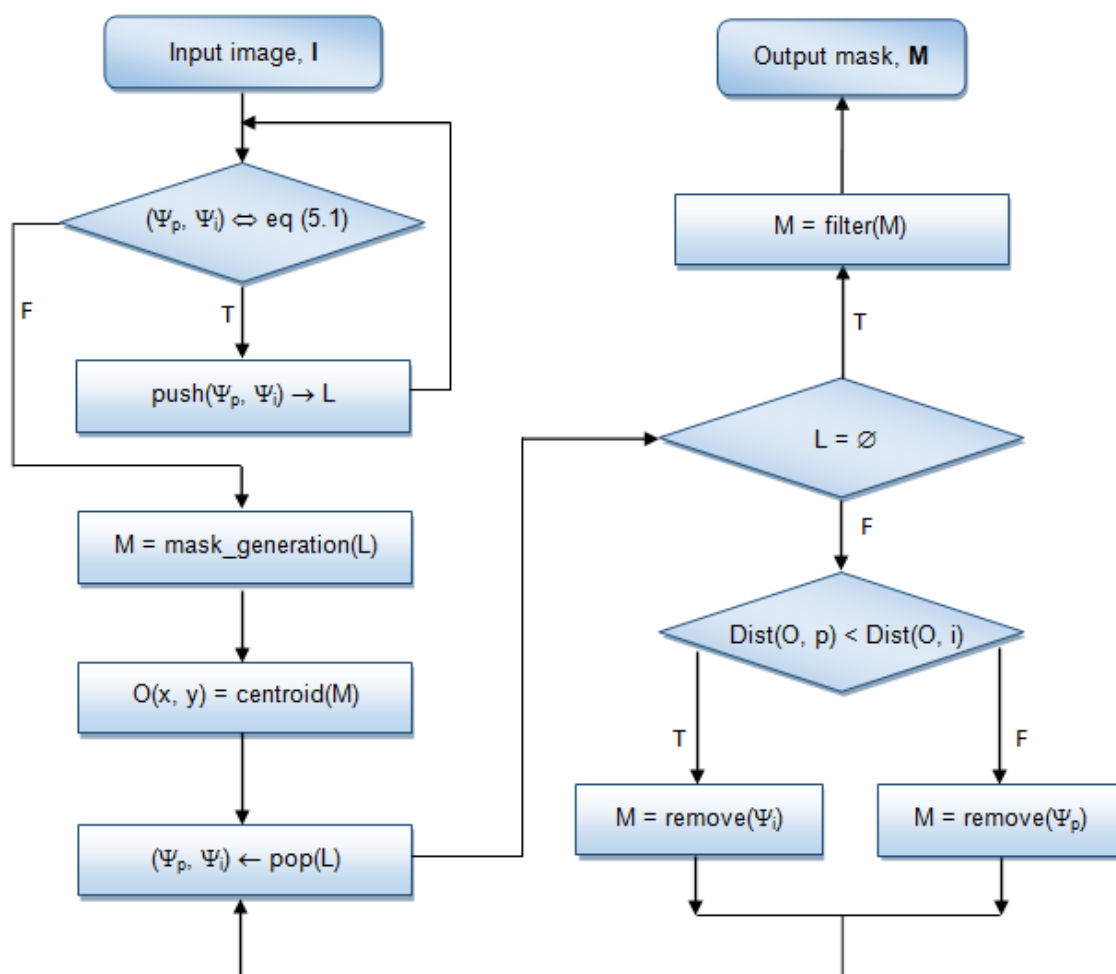 Input image, I
(Ψp, Ψi) ⇔ eq (5.1)
F
T
push(Ψp, Ψi) → L
M = mask_generation(L)
O(x, y) = centroid(M)
(Ψp, Ψi) ← pop(L)
Output mask, M
M = filter(M)
T
L = ∅
F
Dist(O, p) < Dist(O, i)
T
F
M = remove(Ψi)
M = remove(Ψp)